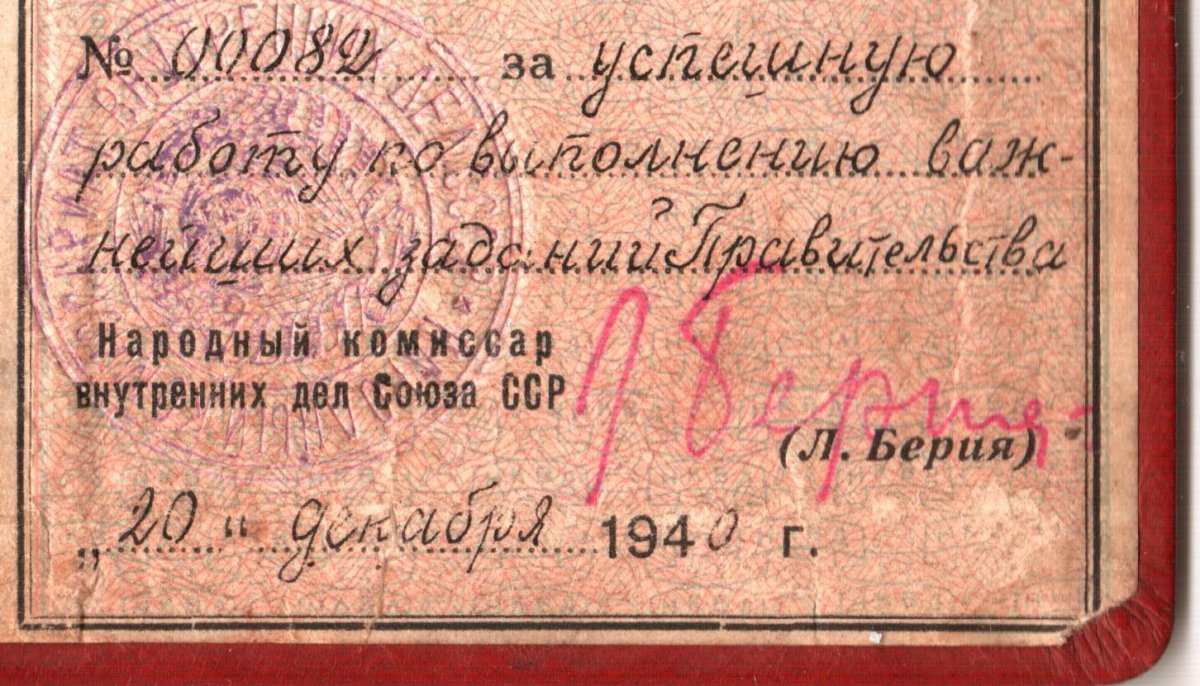 № 00082 за успешную
работу по выполнению важ-
нейших заданий Правительства
Народный комиссар
внутренних дел Союза ССР
Л Берия
(Л. Берия)
„20“ декабря 1940 г.